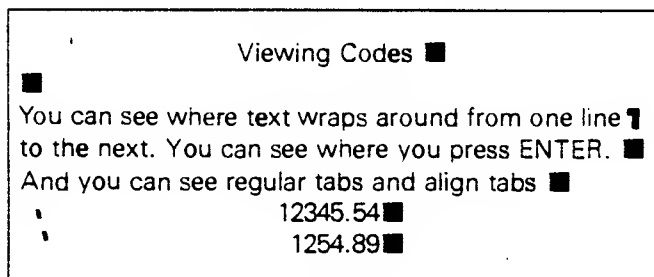 Viewing Codes ■
■
You can see where text wraps around from one line ¶
to the next. You can see where you press ENTER. ■
And you can see regular tabs and align tabs ■
12345.54■
1254.89■